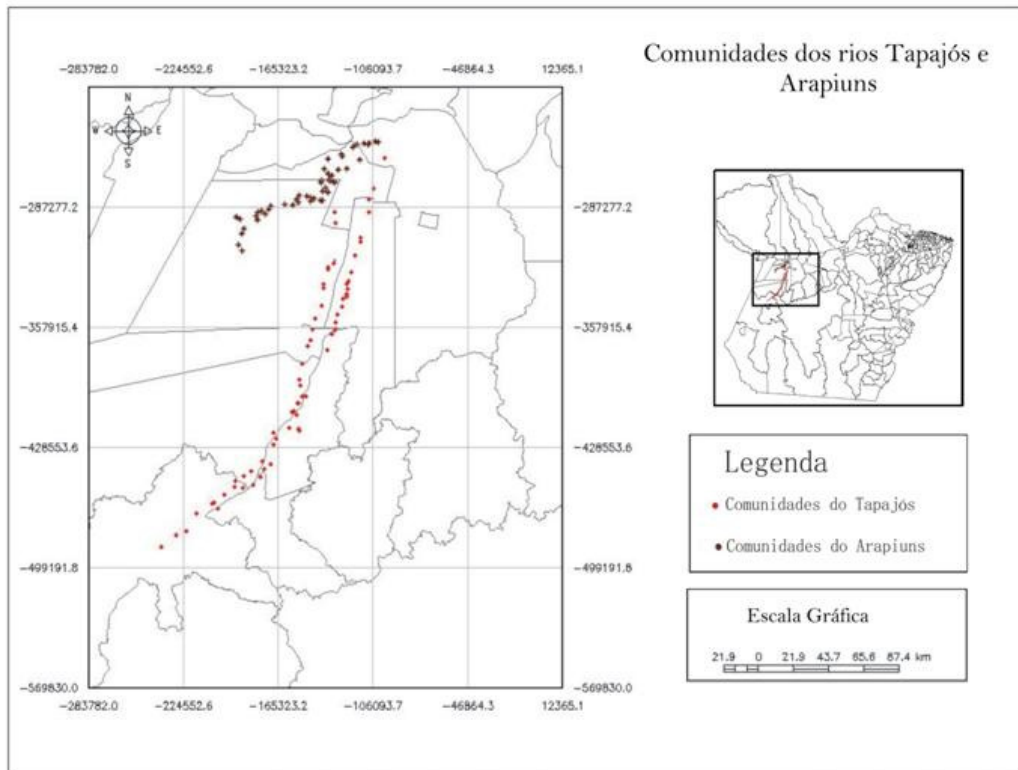 Comunidades dos rios Tapajós e
Arapiuns
-283782.0 -224552.6 -165323.2 -106093.7 -46864.3 12365.1
N
W E
S
-287277.2 -287277.2
-357915.4 -357915.4
-428553.6 -428553.6
-499191.8 -499191.8
-569830.0 -569830.0
-283782.0 -224552.6 -165323.2 -106093.7 -46864.3 12365.1
Legenda
Comunidades do Tapajós
Comunidades do Arapiuns
Escala Gráfica
21.9 0 21.9 43.7 65.6 87.4 km